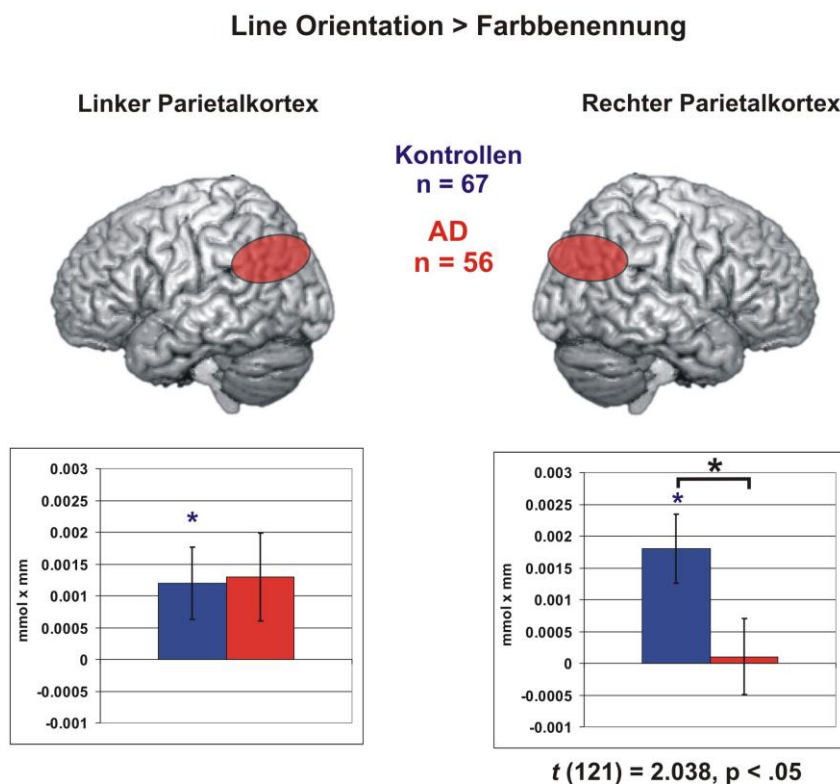 Line Orientation > Farbbenennung
Linker Parietalkortex
Rechter Parietalkortex
Kontrollen
n = 67
AD
n = 56
mmol x mm
0.003
0.0025
0.002
0.0015
0.001
0.0005
0
-0.0005
-0.001
*
mmol x mm
0.003
0.0025
0.002
0.0015
0.001
0.0005
0
-0.0005
-0.001
*
*
t (121) = 2.038, p < .05